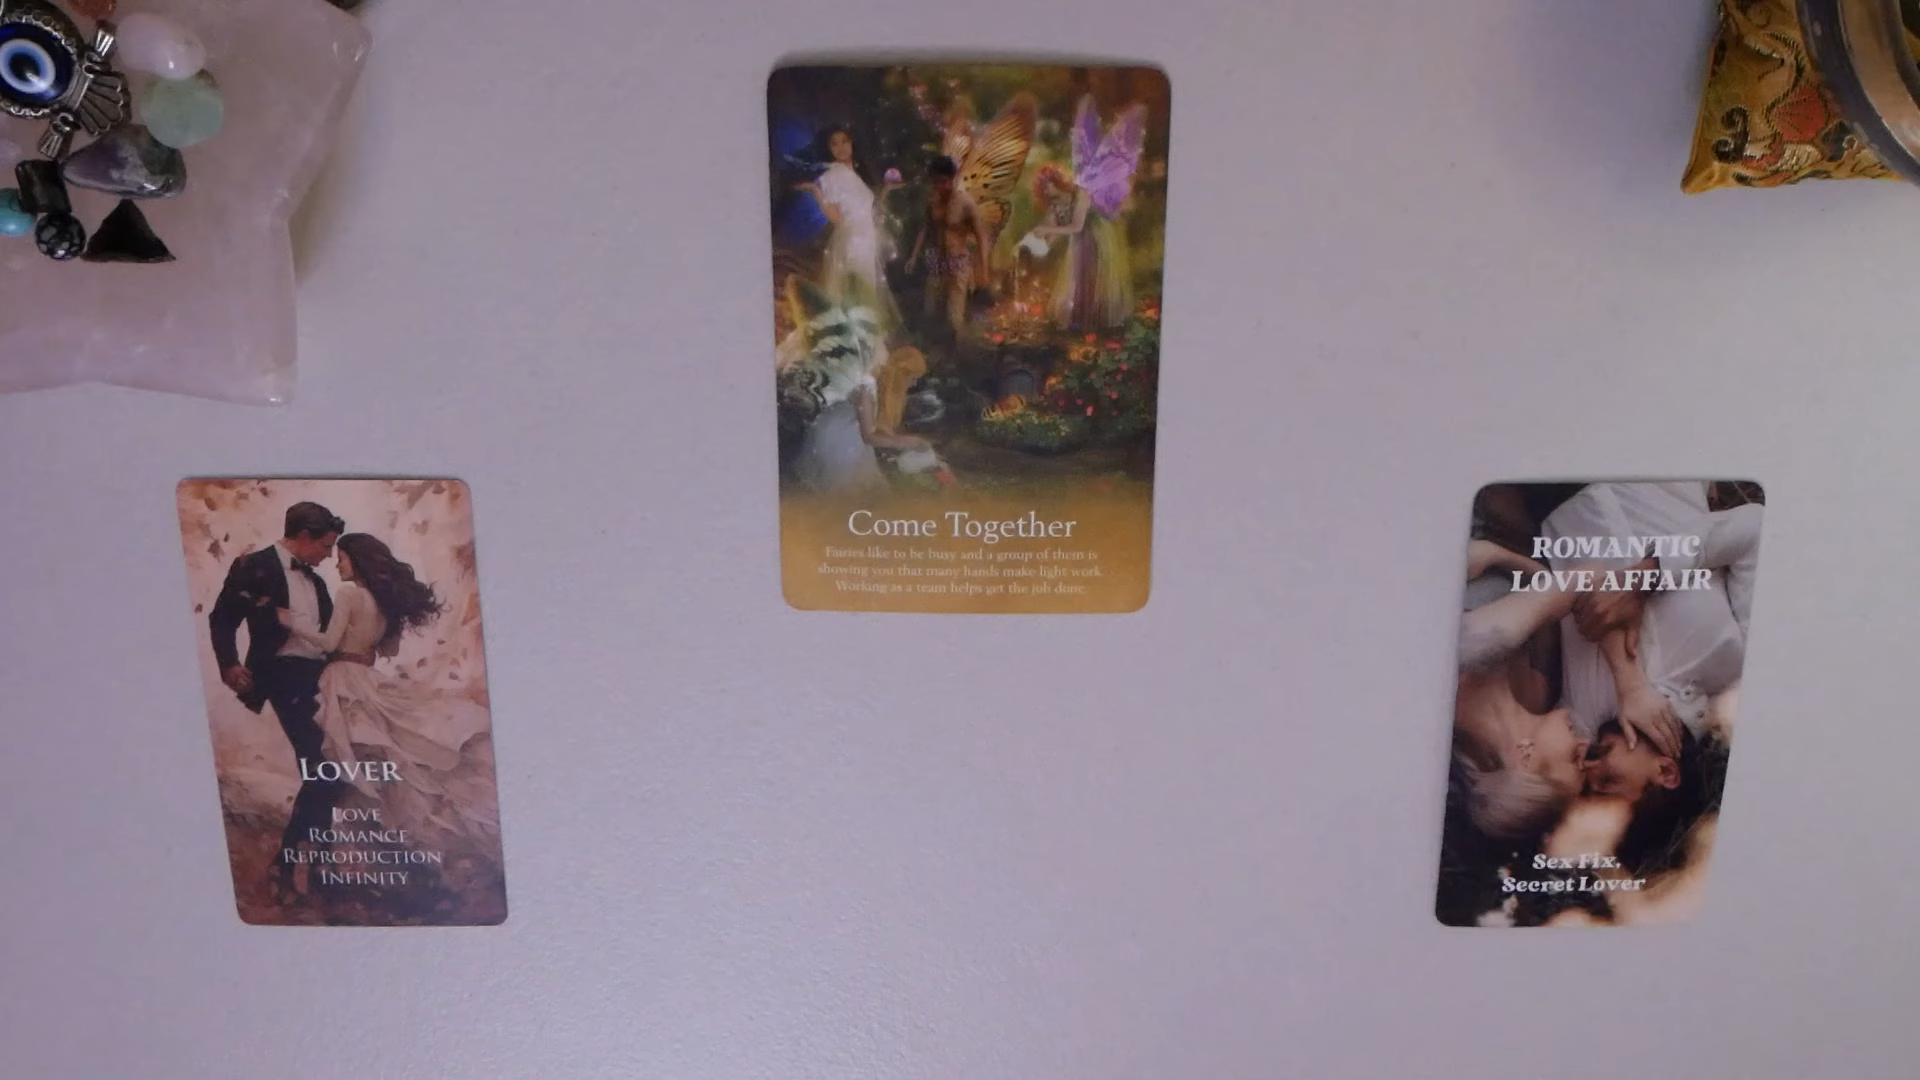 Come Together
Fairies like to be busy and a group of them is
showing you that many hands make light work.
Working as a team helps get the job done.
LOVER
LOVE
ROMANCE
REPRODUCTION
INFINITY
ROMANTIC
LOVE AFFAIR
Sex Fix,
Secret Lover